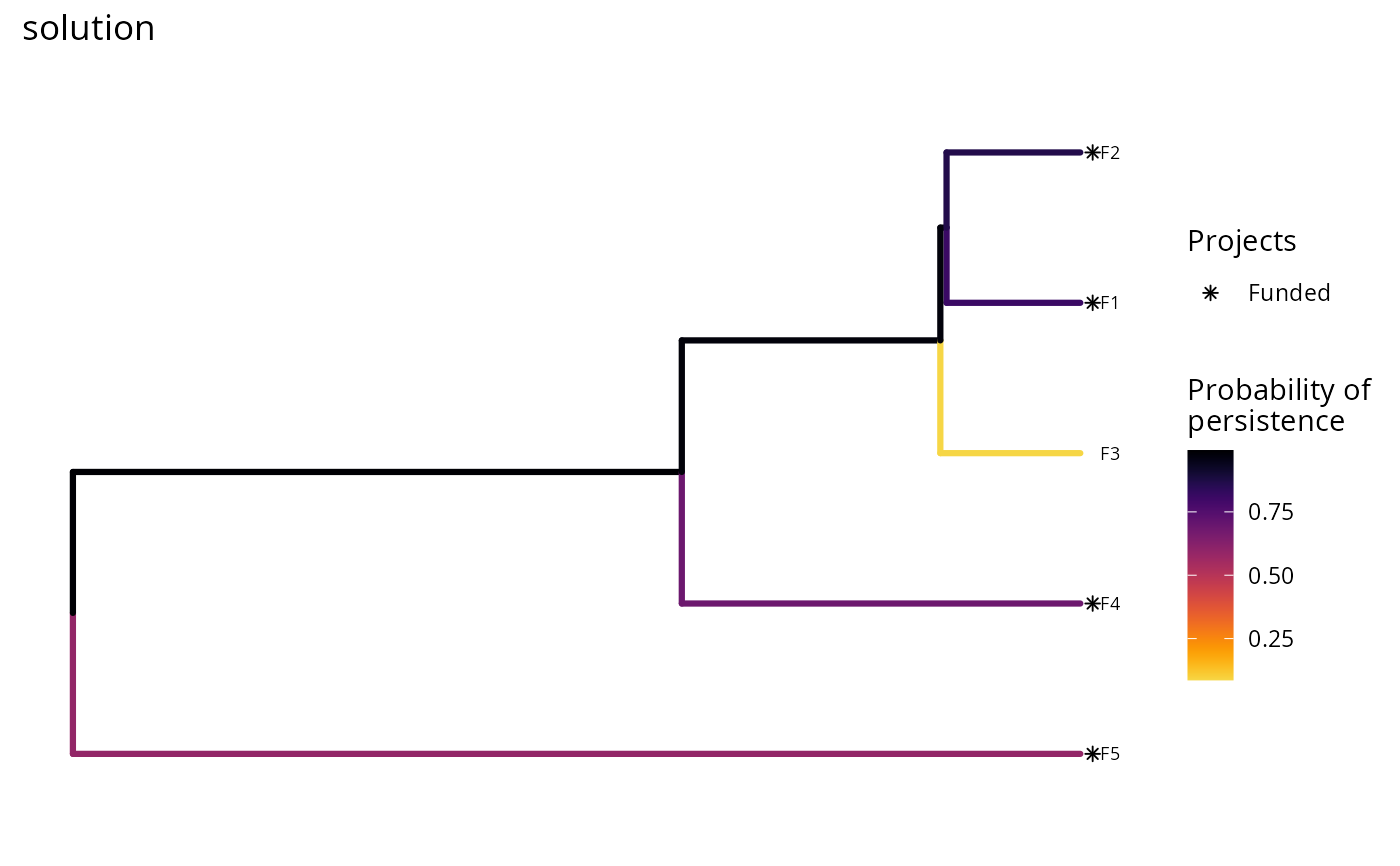 solution
F2
F1
F3
F4
F5
Projects
Funded
Probability of
persistence
0.75
0.50
0.25